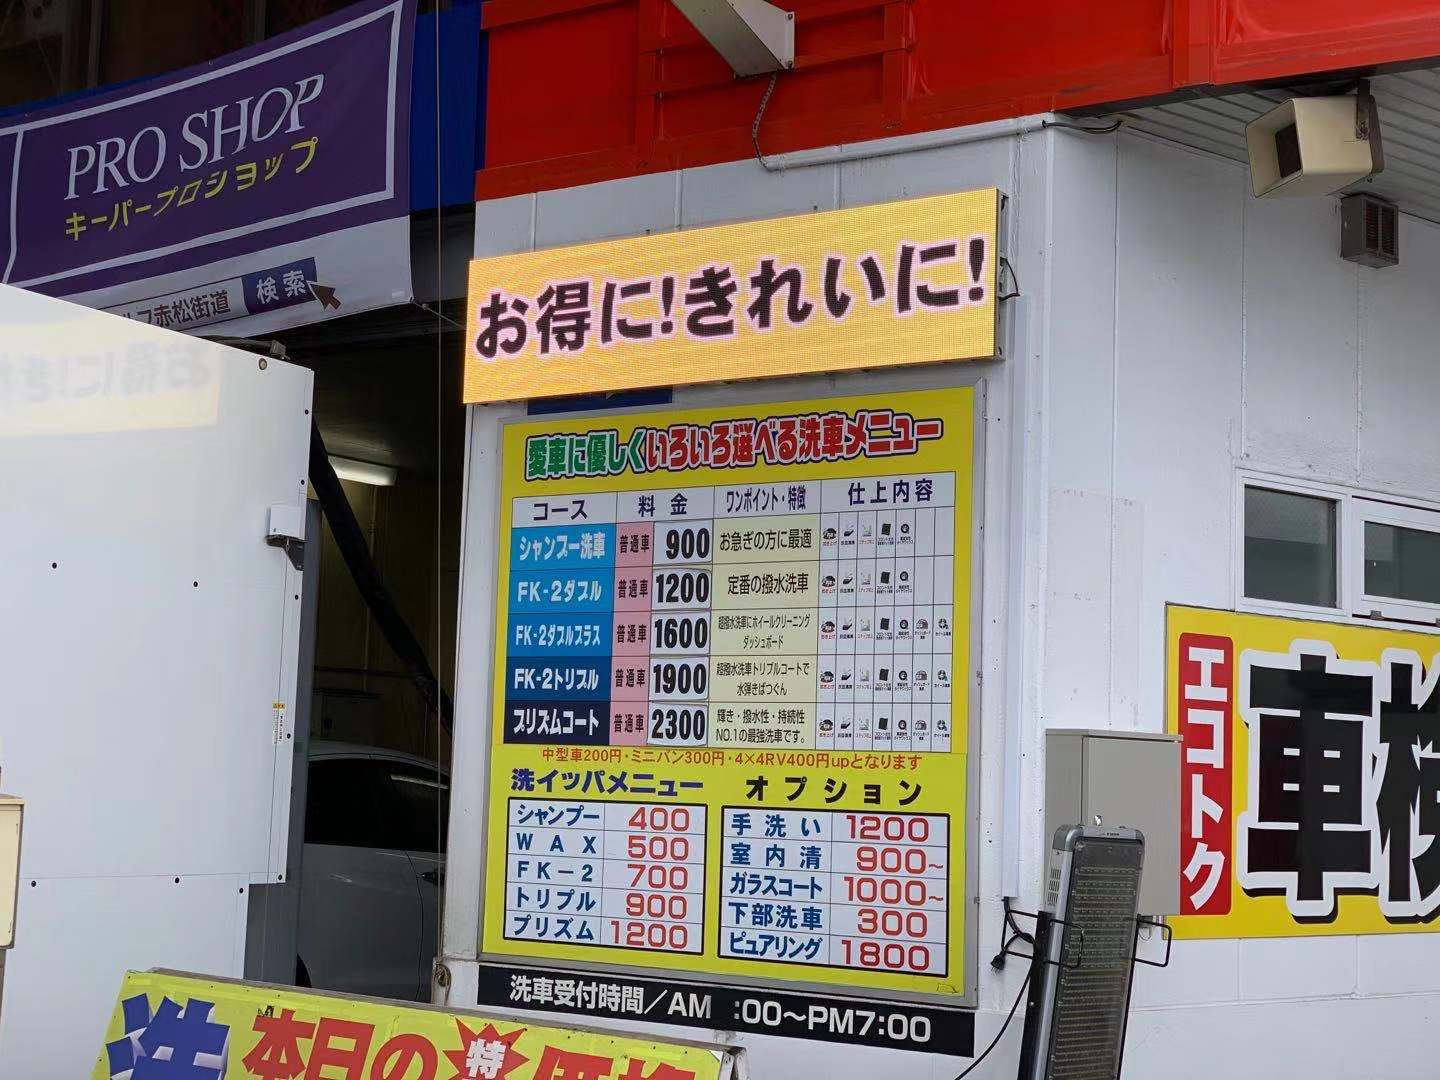 PRO SHOP
キーパープロショップ
赤松街道 検索
お得に!きれいに!
愛車に優しくいろいろ選べる洗車メニュー
コース 料金 ワンポイント・特徴 仕上内容
シャンプー洗車 普通車 900 お急ぎの方に最適
FK-2ダブル 普通車 1200 定番の撥水洗車
FK-2ダブルプラス 普通車 1600 超撥水洗車にホイールクリーニング
ダッシュボード
FK-2トリプル 普通車 1900 超撥水洗車トリプルコートで
水弾きばつぐん
プリズムコート 普通車 2300 輝き・撥水性・持続性
NO.1の最強洗車です。
中型車200円・ミニバン300円・4×4RV400円upとなります
洗イッパメニュー
シャンプー 400
WAX 500
FK-2 700
トリプル 900
プリズム 1200
オプション
手洗い 1200
室内清 900~
ガラスコート 1000~
下部洗車 300
ピュアリング 1800
洗車受付時間/AM :00~PM7:00
エコトク
車検
洗
本日の特価格